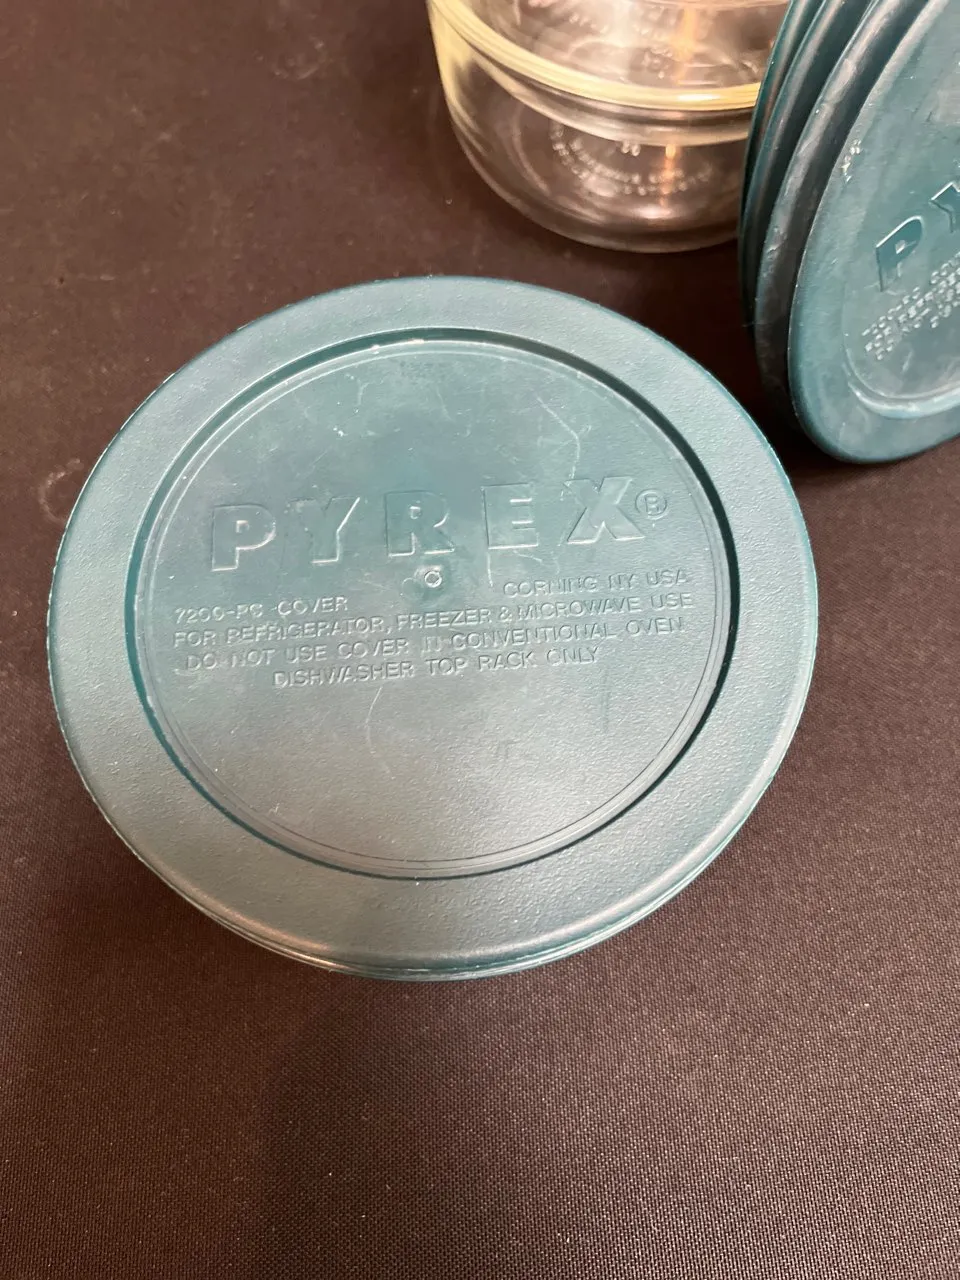 PYREX®
7200-PC COVER CORNING NY USA
FOR REFRIGERATOR, FREEZER & MICROWAVE USE
DO NOT USE COVER IN CONVENTIONAL OVEN
DISHWASHER TOP RACK ONLY
PY